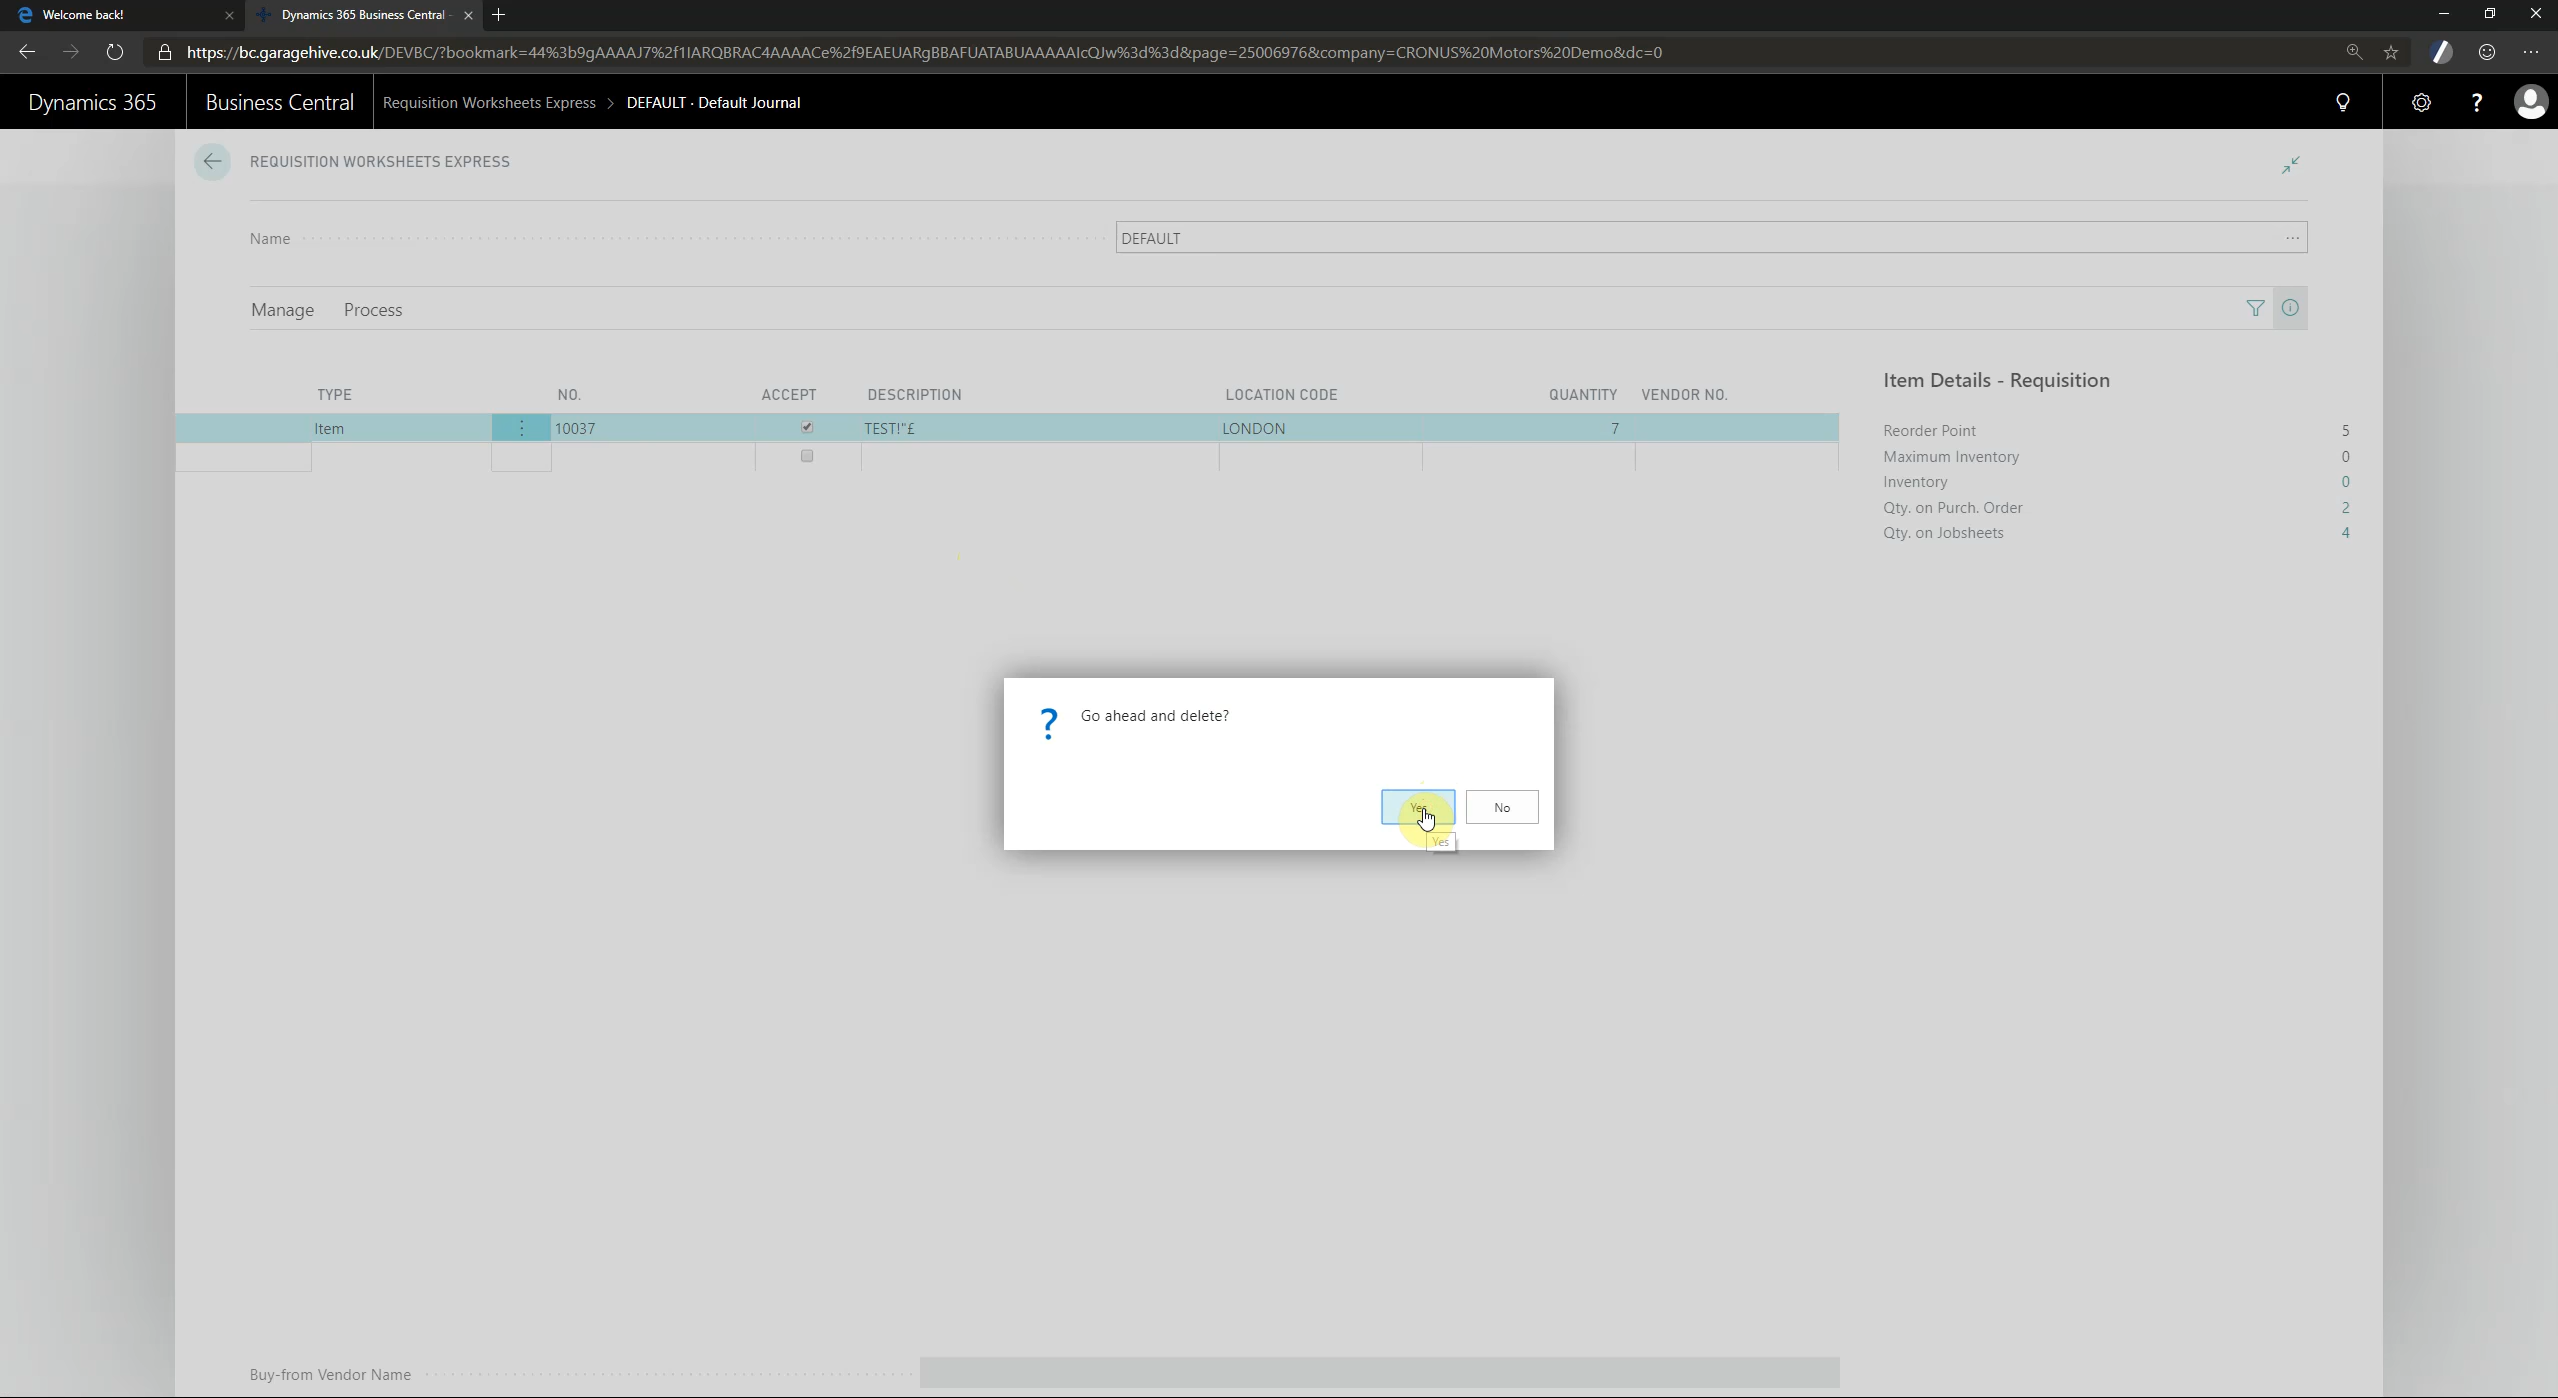 Welcome back!
Dynamics 365 Business Central -
https://bc.garagehive.co.uk/DEVBC/?bookmark=44%3b9gAAAAJ7%2f1IARQBRAC4AAAACe%2f9EAEUARgBBAFUATABUAAAAAIcQJw%3d%3d&page=25006976&company=CRONUS%20Motors%20Demo&dc=0
Dynamics 365 Business Central Requisition Worksheets Express > DEFAULT · Default Journal ?
REQUISITION WORKSHEETS EXPRESS
Name DEFAULT ...
Manage Process
Item Details - Requisition
TYPE NO. ACCEPT DESCRIPTION LOCATION CODE QUANTITY VENDOR NO.
Item 10037 TEST!"£ LONDON 7
Reorder Point 5
Maximum Inventory 0
Inventory 0
Qty. on Purch. Order 2
Qty. on Jobsheets 4
? Go ahead and delete?
Yes No
Yes
Buy-from Vendor Name